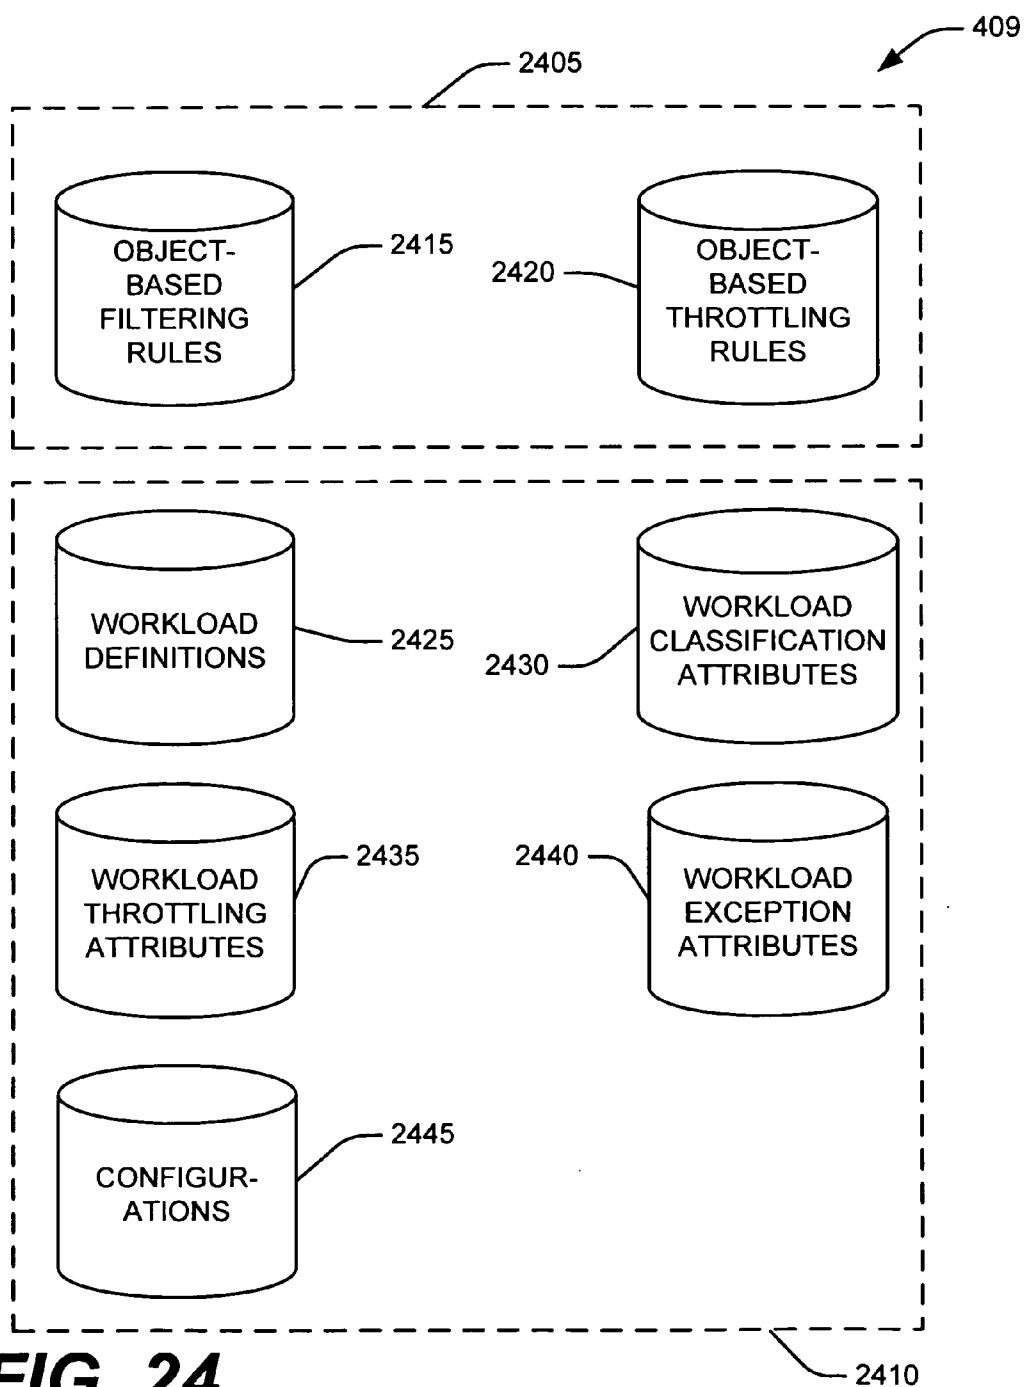 409
2405
OBJECT-
BASED
FILTERING
RULES
2415
2420
OBJECT-
BASED
THROTTLING
RULES
WORKLOAD
DEFINITIONS
2425
2430
WORKLOAD
CLASSIFICATION
ATTRIBUTES
WORKLOAD
THROTTLING
ATTRIBUTES
2435
2440
WORKLOAD
EXCEPTION
ATTRIBUTES
CONFIGUR-
ATIONS
2445
2410
FIG. 24